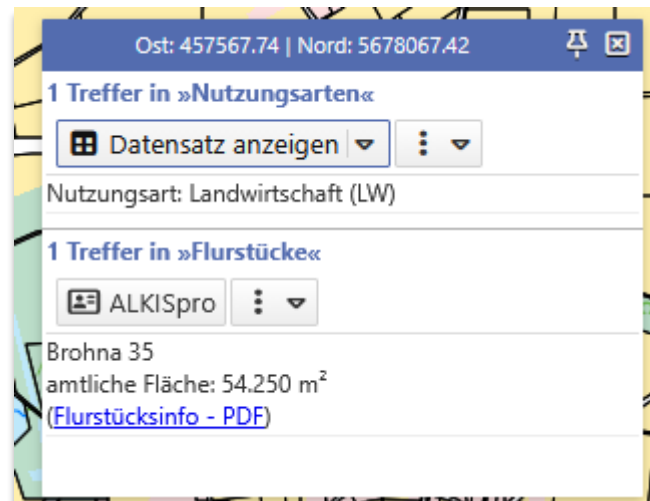 Ost: 457567.74 | Nord: 5678067.42
1 Treffer in »Nutzungsarten«
Datensatz anzeigen
Nutzungsart: Landwirtschaft (LW)
1 Treffer in »Flurstücke«
ALKISpro
Brohna 35
amtliche Fläche: 54.250 m²
(Flurstücksinfo - PDF)